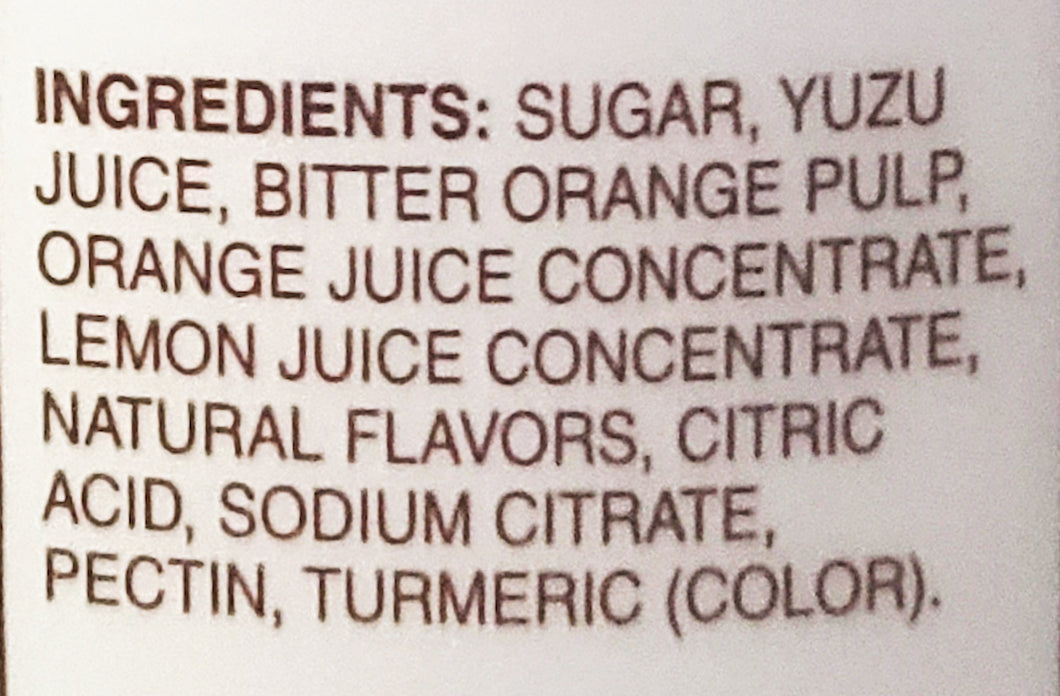 INGREDIENTS: SUGAR, YUZU
JUICE, BITTER ORANGE PULP,
ORANGE JUICE CONCENTRATE,
LEMON JUICE CONCENTRATE,
NATURAL FLAVORS, CITRIC
ACID, SODIUM CITRATE,
PECTIN, TURMERIC (COLOR).